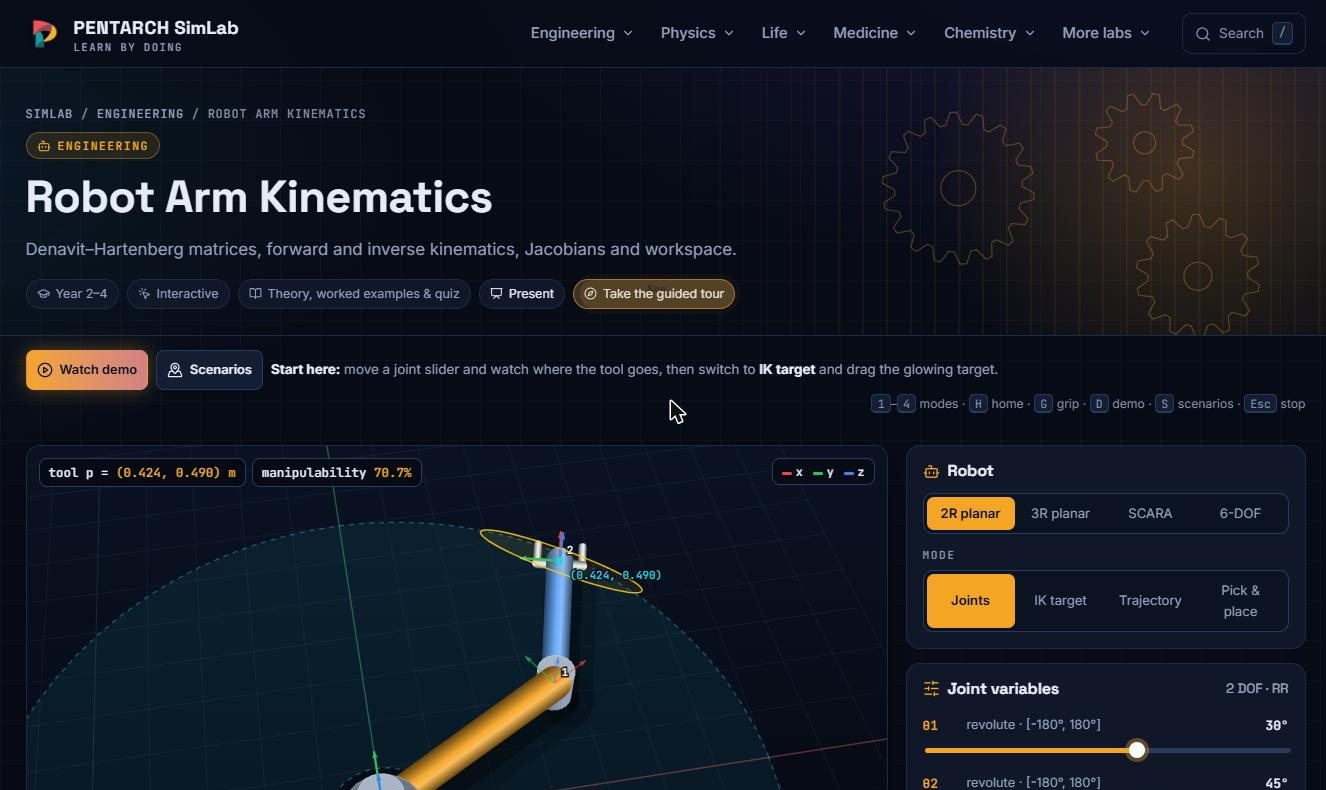 PENTARCH SimLab
LEARN BY DOING
Engineering Physics Life Medicine Chemistry More labs Search /
SIMLAB / ENGINEERING / ROBOT ARM KINEMATICS
ENGINEERING
Robot Arm Kinematics
Denavit–Hartenberg matrices, forward and inverse kinematics, Jacobians and workspace.
Year 2–4 Interactive Theory, worked examples & quiz Present Take the guided tour
Watch demo Scenarios Start here: move a joint slider and watch where the tool goes, then switch to IK target and drag the glowing target.
1–4 modes · H home · G grip · D demo · S scenarios · Esc stop
tool p = (0.424, 0.490) m manipulability 70.7% x y z
2
(0.424, 0.490)
1
Robot
2R planar 3R planar SCARA 6-DOF
MODE
Joints IK target Trajectory Pick & place
Joint variables 2 DOF · RR
θ1 revolute · [-180°, 180°] 30°
θ2 revolute · [-180°, 180°] 45°